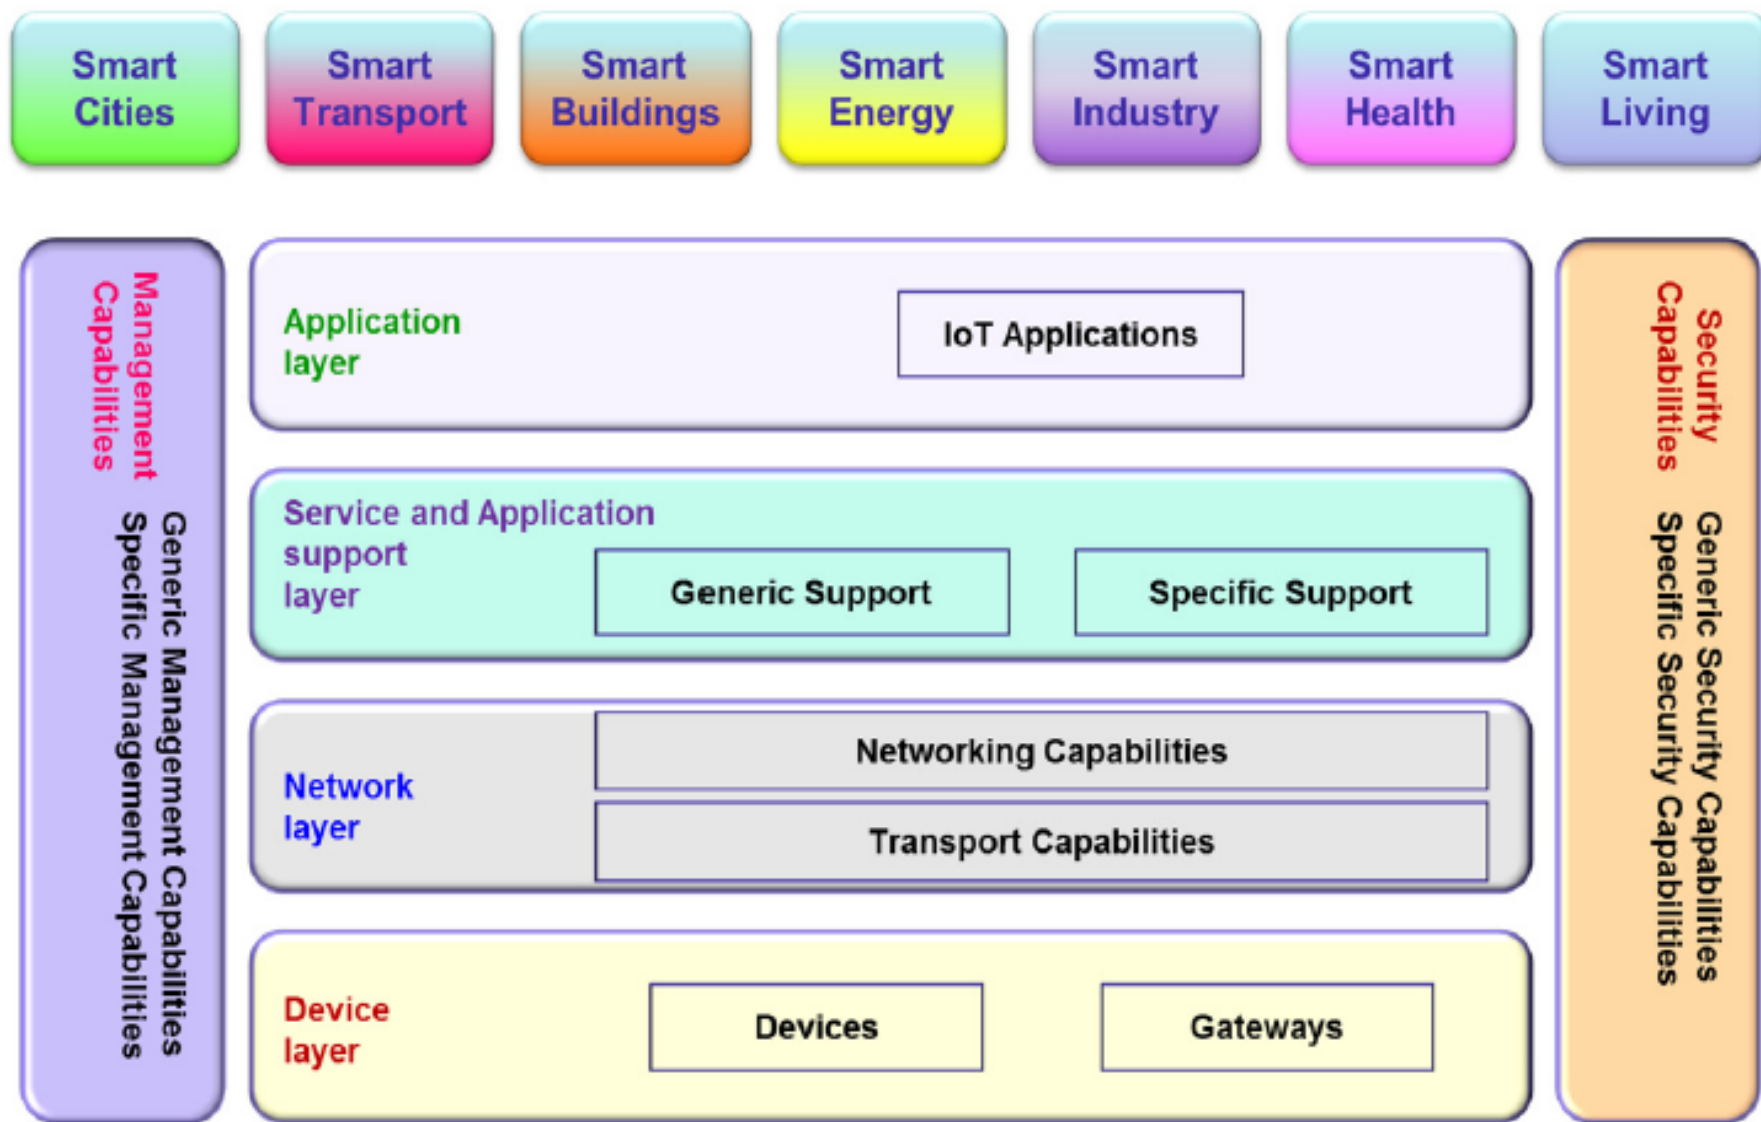 Smart
Cities
Smart
Transport
Smart
Buildings
Smart
Energy
Smart
Industry
Smart
Health
Smart
Living
Management
Capabilities
Generic Management Capabilities
Specific Management Capabilities
Application
layer
IoT Applications
Service and Application
support
layer
Generic Support
Specific Support
Network
layer
Networking Capabilities
Transport Capabilities
Device
layer
Devices
Gateways
Security
Capabilities
Generic Security Capabilities
Specific Security Capabilities